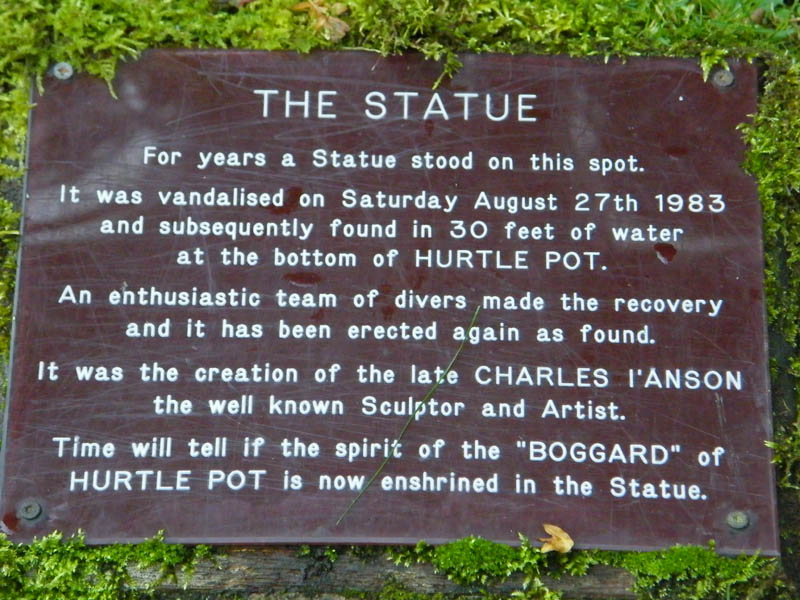 THE STATUE
For years a Statue stood on this spot.
It was vandalised on Saturday August 27th 1983
and subsequently found in 30 feet of water
at the bottom of HURTLE POT.
An enthusiastic team of divers made the recovery
and it has been erected again as found.
It was the creation of the late CHARLES I'ANSON
the well known Sculptor and Artist.
Time will tell if the spirit of the "BOGGARD" of
HURTLE POT is now enshrined in the Statue.